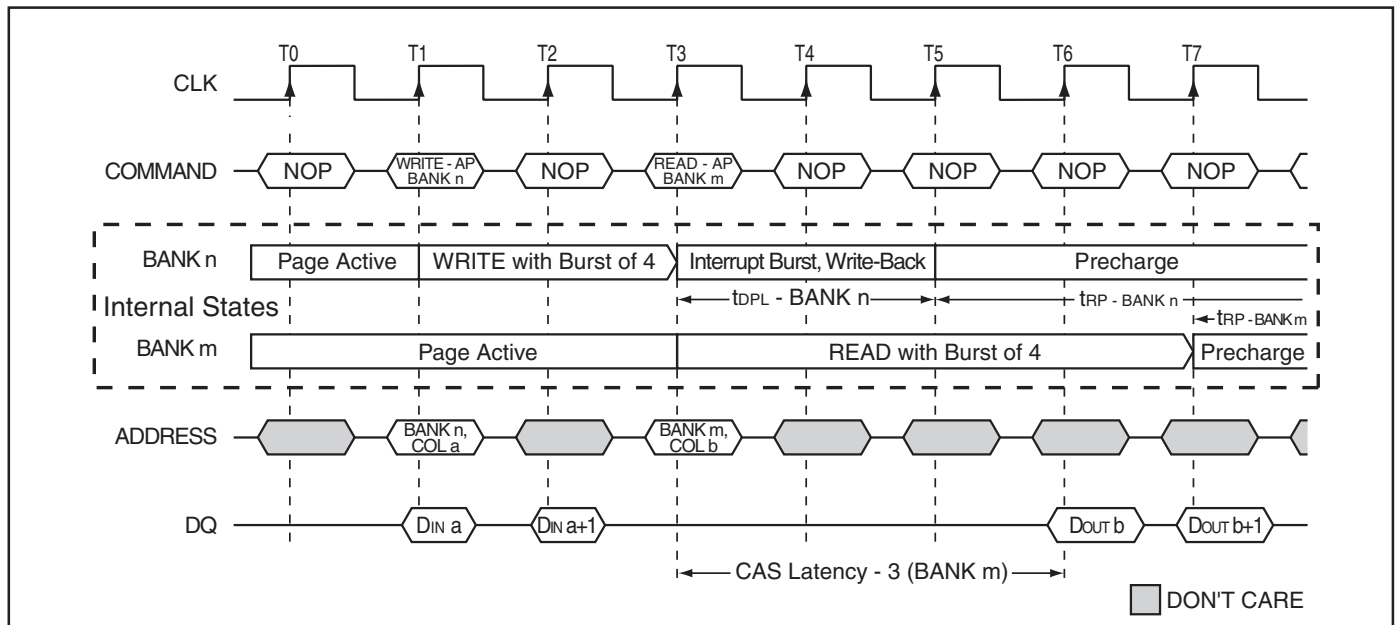 T0 T1 T2 T3 T4 T5 T6 T7
CLK
COMMAND NOP WRITE - AP NOP READ - AP NOP NOP NOP NOP
BANK n BANK m
BANK n Page Active WRITE with Burst of 4 Interrupt Burst, Write-Back Precharge
tDPL - BANK n tRP - BANK n
Internal States
tRP - BANK m
BANK m Page Active READ with Burst of 4 Precharge
ADDRESS BANK n, BANK m,
COL a COL b
DQ DIN a DIN a+1 DOUT b DOUT b+1
CAS Latency - 3 (BANK m)
DON'T CARE